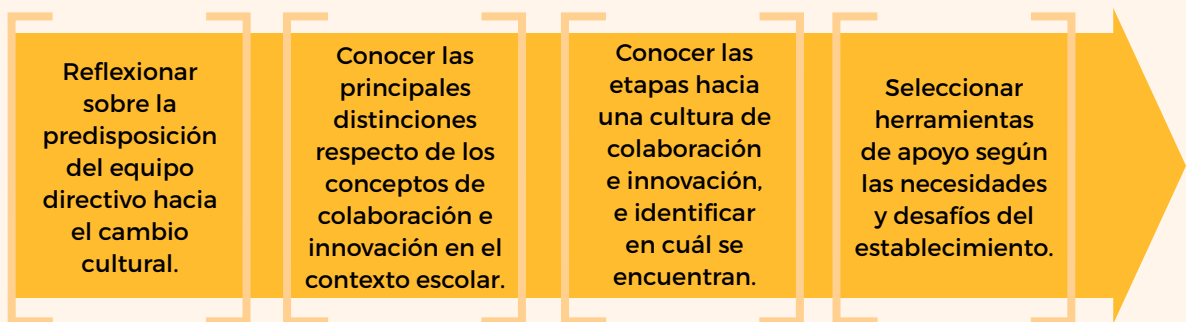 Reflexionar
sobre la
predisposición
del equipo
directivo hacia
el cambio
cultural.
Conocer las
principales
distinciones
respecto de los
conceptos de
colaboración e
innovación en el
contexto escolar.
Conocer las
etapas hacia
una cultura de
colaboración
e innovación,
e identificar
en cuál se
encuentran.
Seleccionar
herramientas
de apoyo según
las necesidades
y desafíos del
establecimiento.